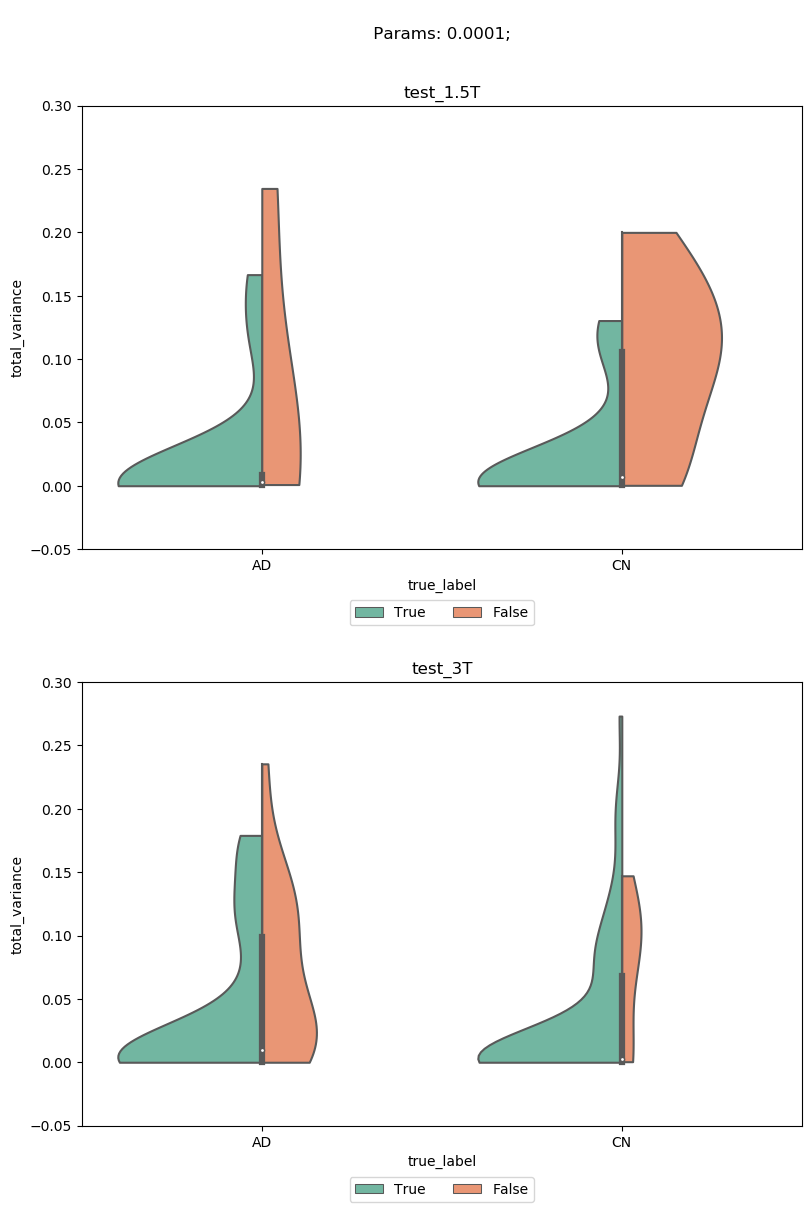 Params: 0.0001;
test_1.5T
0.30
0.25
0.20
0.15
0.10
0.05
0.00
−0.05
total_variance
AD CN
true_label
True False
test_3T
0.30
0.25
0.20
0.15
0.10
0.05
0.00
−0.05
total_variance
AD CN
true_label
True False